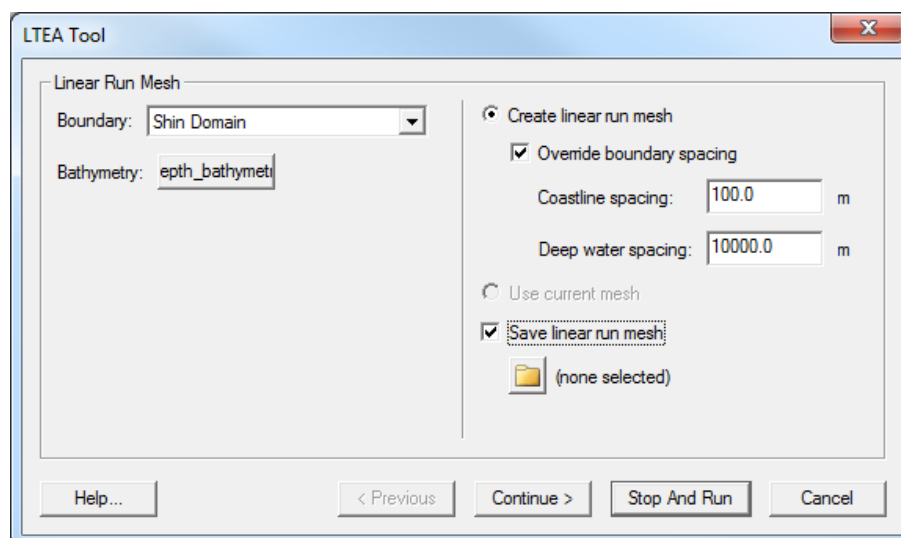 LTEA Tool
Linear Run Mesh
Boundary: Shin Domain
Bathymetry: epth_bathymet
Create linear run mesh
Override boundary spacing
Coastline spacing: 100.0 m
Deep water spacing: 10000.0 m
Use current mesh
Save linear run mesh
(none selected)
Help... < Previous Continue > Stop And Run Cancel